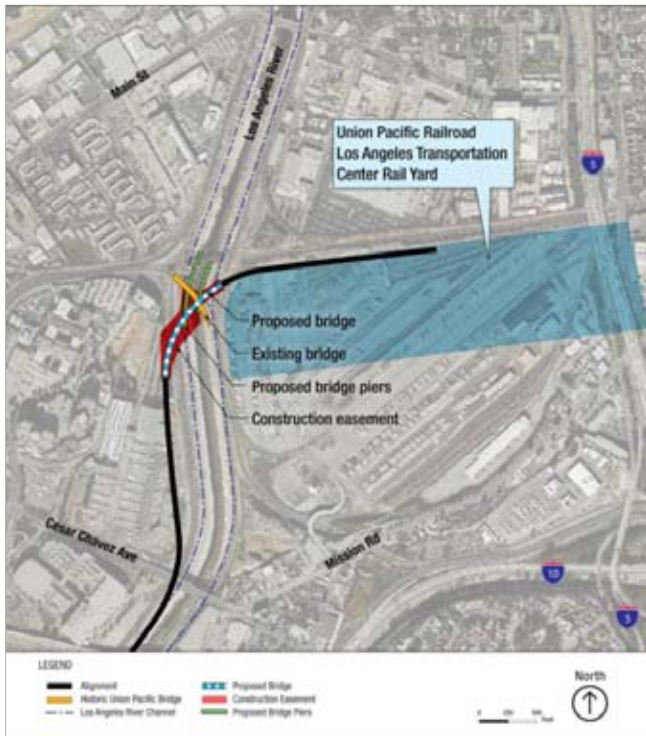 Main St
Los Angeles River
Union Pacific Railroad
Los Angeles Transportation
Center Rail Yard
5
Proposed bridge
Existing bridge
Proposed bridge piers
Construction easement
Cesar Chavez Ave
Mission Rd
10
5
LEGEND
Alignment
Historic Union Pacific Bridge
Los Angeles River Channel
Proposed Bridge
Construction Easement
Proposed Bridge Piers
North
0